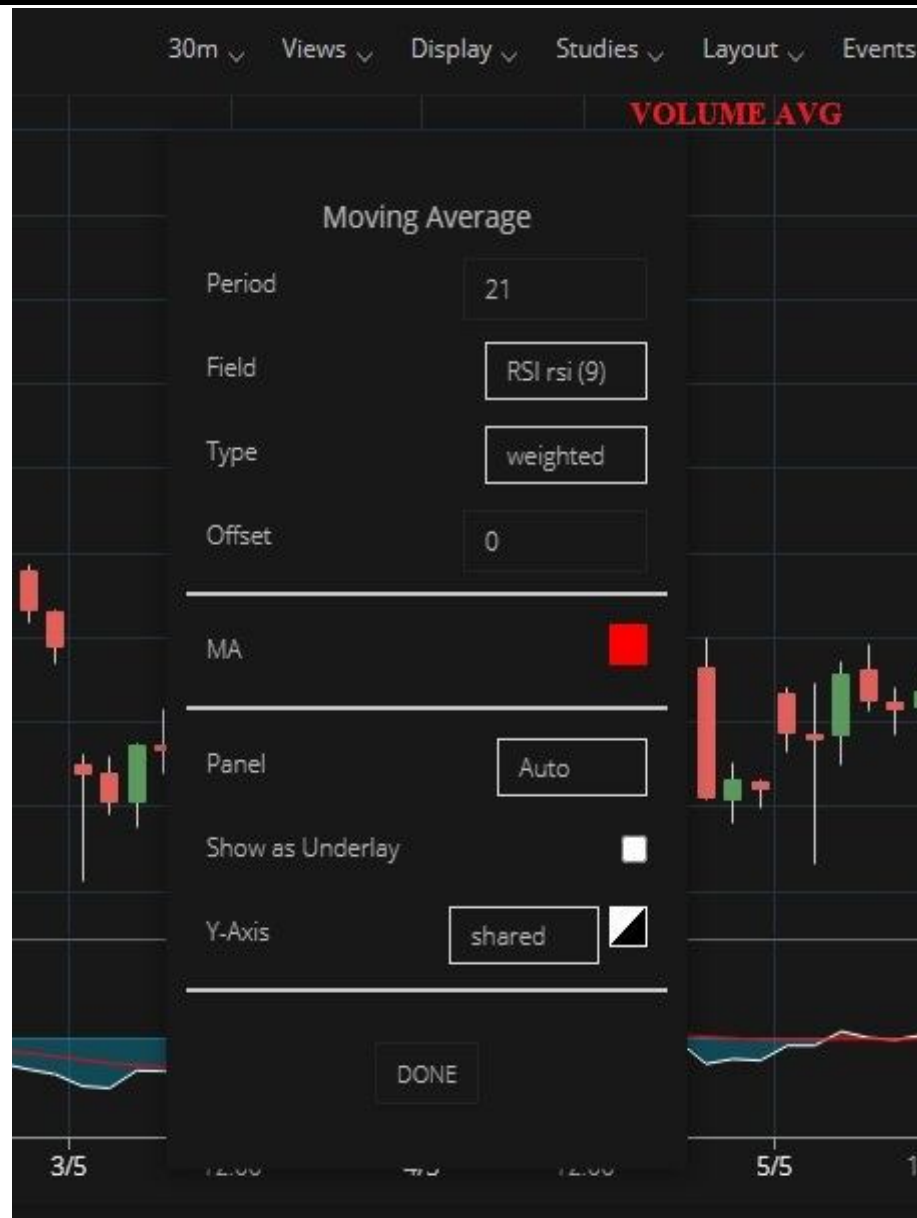 30m Views Display Studies Layout Events
VOLUME AVG
Moving Average
Period 21
Field RSI rsi (9)
Type weighted
Offset 0
MA
Panel Auto
Show as Underlay
Y-Axis shared
DONE
3/5 5/5